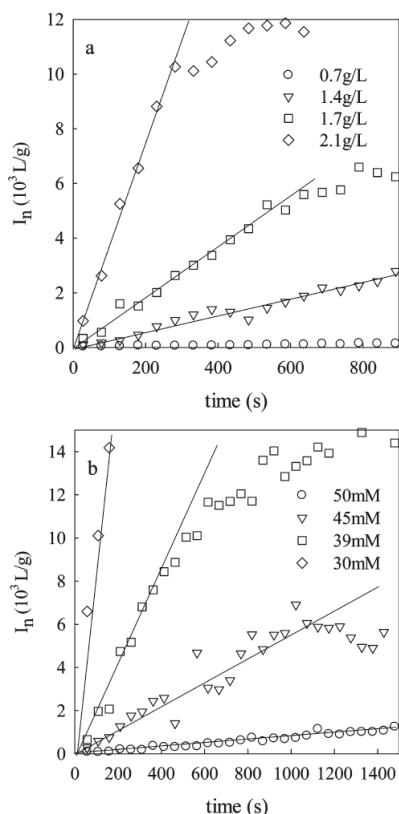 12
a
0.7g/L
10
1.4g/L
1.7g/L
8
2.1g/L
6
4
2
0
Iₙ (10³ L/g)
0 200 400 600 800
time (s)
14
b
12
50mM
45mM
10
39mM
30mM
8
6
4
2
0
Iₙ (10³ L/g)
0 200 400 600 800 1000 1200 1400
time (s)